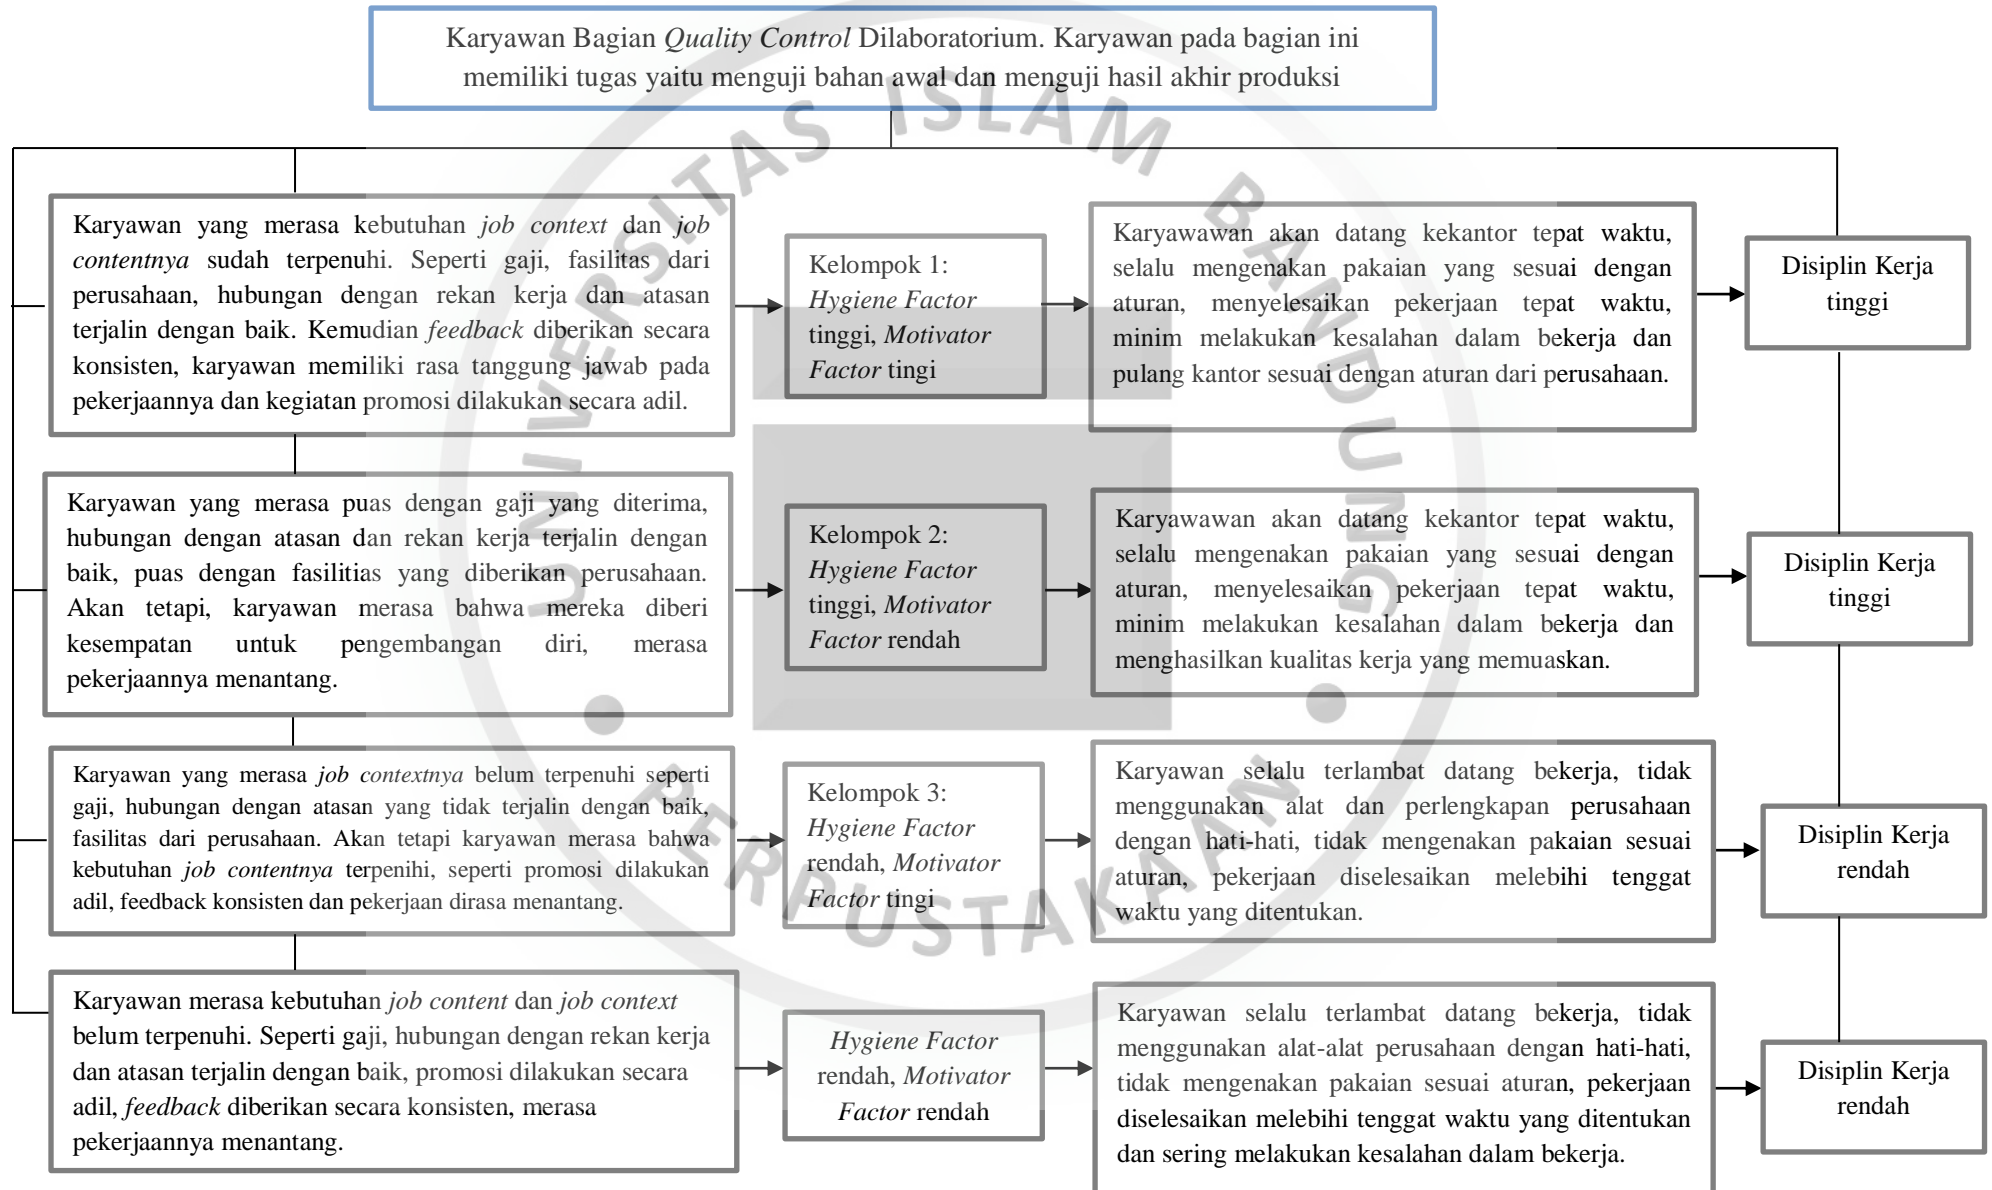 Karyawan Bagian Quality Control Dilaboratorium. Karyawan pada bagian ini
memiliki tugas yaitu menguji bahan awal dan menguji hasil akhir produksi
Karyawan yang merasa kebutuhan job context dan job
contentnya sudah terpenuhi. Seperti gaji, fasilitas dari
perusahaan, hubungan dengan rekan kerja dan atasan
terjalin dengan baik. Kemudian feedback diberikan secara
konsisten, karyawan memiliki rasa tanggung jawab pada
pekerjaannya dan kegiatan promosi dilakukan secara adil.
Kelompok 1:
Hygiene Factor
tinggi, Motivator
Factor tingi
Karyawawan akan datang kekantor tepat waktu,
selalu mengenakan pakaian yang sesuai dengan
aturan, menyelesaikan pekerjaan tepat waktu,
minim melakukan kesalahan dalam bekerja dan
pulang kantor sesuai dengan aturan dari perusahaan.
Disiplin Kerja
tinggi
Karyawan yang merasa puas dengan gaji yang diterima,
hubungan dengan atasan dan rekan kerja terjalin dengan
baik, puas dengan fasilitias yang diberikan perusahaan.
Akan tetapi, karyawan merasa bahwa mereka diberi
kesempatan untuk pengembangan diri, merasa
pekerjaannya menantang.
Kelompok 2:
Hygiene Factor
tinggi, Motivator
Factor rendah
Karyawawan akan datang kekantor tepat waktu,
selalu mengenakan pakaian yang sesuai dengan
aturan, menyelesaikan pekerjaan tepat waktu,
minim melakukan kesalahan dalam bekerja dan
menghasilkan kualitas kerja yang memuaskan.
Disiplin Kerja
tinggi
Karyawan yang merasa job contextnya belum terpenuhi seperti
gaji, hubungan dengan atasan yang tidak terjalin dengan baik,
fasilitas dari perusahaan. Akan tetapi karyawan merasa bahwa
kebutuhan job contentnya terpenihi, seperti promosi dilakukan
adil, feedback konsisten dan pekerjaan dirasa menantang.
Kelompok 3:
Hygiene Factor
rendah, Motivator
Factor tingi
Karyawan selalu terlambat datang bekerja, tidak
menggunakan alat dan perlengkapan perusahaan
dengan hati-hati, tidak mengenakan pakaian sesuai
aturan, pekerjaan diselesaikan melebihi tenggat
waktu yang ditentukan.
Disiplin Kerja
rendah
Karyawan merasa kebutuhan job content dan job context
belum terpenuhi. Seperti gaji, hubungan dengan rekan kerja
dan atasan terjalin dengan baik, promosi dilakukan secara
adil, feedback diberikan secara konsisten, merasa
pekerjaannya menantang.
Hygiene Factor
rendah, Motivator
Factor rendah
Karyawan selalu terlambat datang bekerja, tidak
menggunakan alat-alat perusahaan dengan hati-hati,
tidak mengenakan pakaian sesuai aturan, pekerjaan
diselesaikan melebihi tenggat waktu yang ditentukan
dan sering melakukan kesalahan dalam bekerja.
Disiplin Kerja
rendah
UNIVERSITAS ISLAM BANDUNG
PERPUSTAKAAN